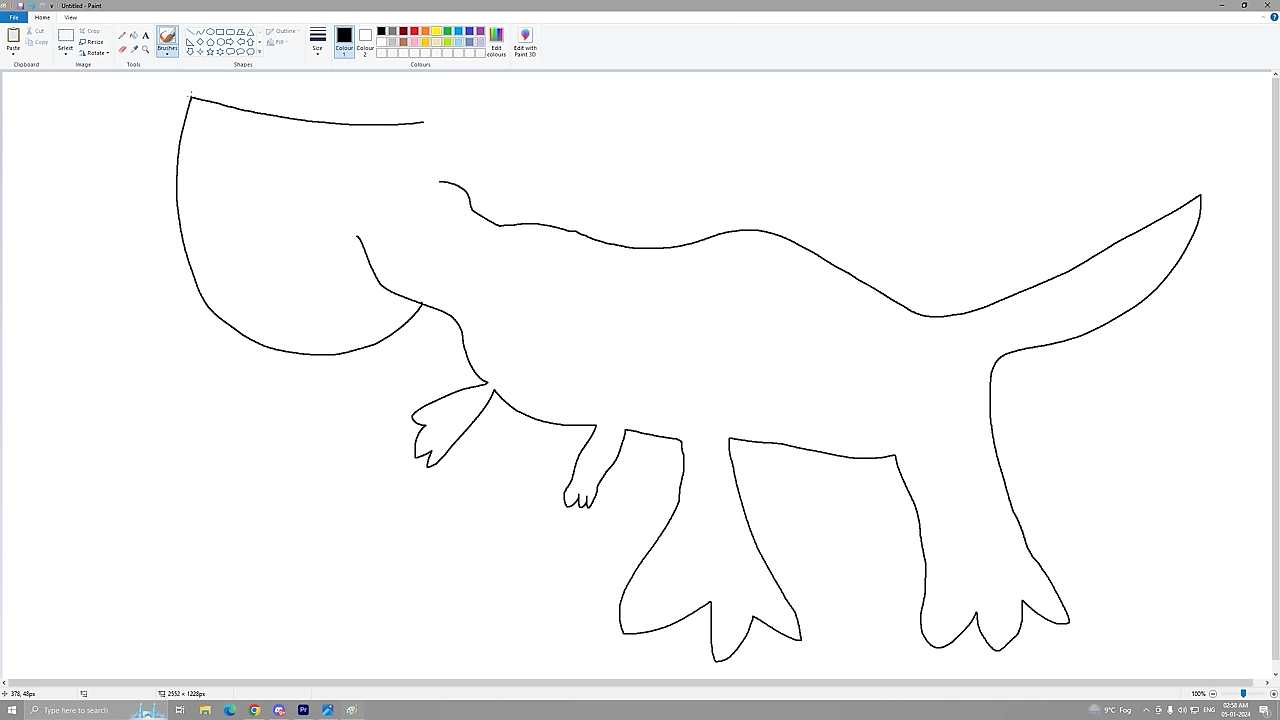 Untitled - Paint
File Home View
Paste
Cut
Copy
Clipboard
Select
Crop
Resize
Rotate
Image
Tools
Brushes
Shapes
Outline
Fill
Size
Colour
1
Colour
2
Edit
colours
Colours
Edit with
Paint 3D
378, 48px
2552 × 1228px
100%
Type here to search
9°C Fog
ENG
02:58 AM
05-01-2024